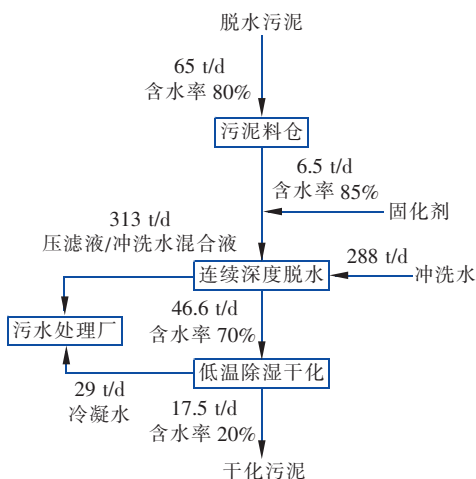 脱水污泥
65 t/d
含水率 80%
污泥料仓
6.5 t/d
含水率 85%
固化剂
313 t/d
压滤液/冲洗水混合液
288 t/d
连续深度脱水
冲洗水
46.6 t/d
含水率 70%
污水处理厂
低温除湿干化
29 t/d
冷凝水
17.5 t/d
含水率 20%
干化污泥